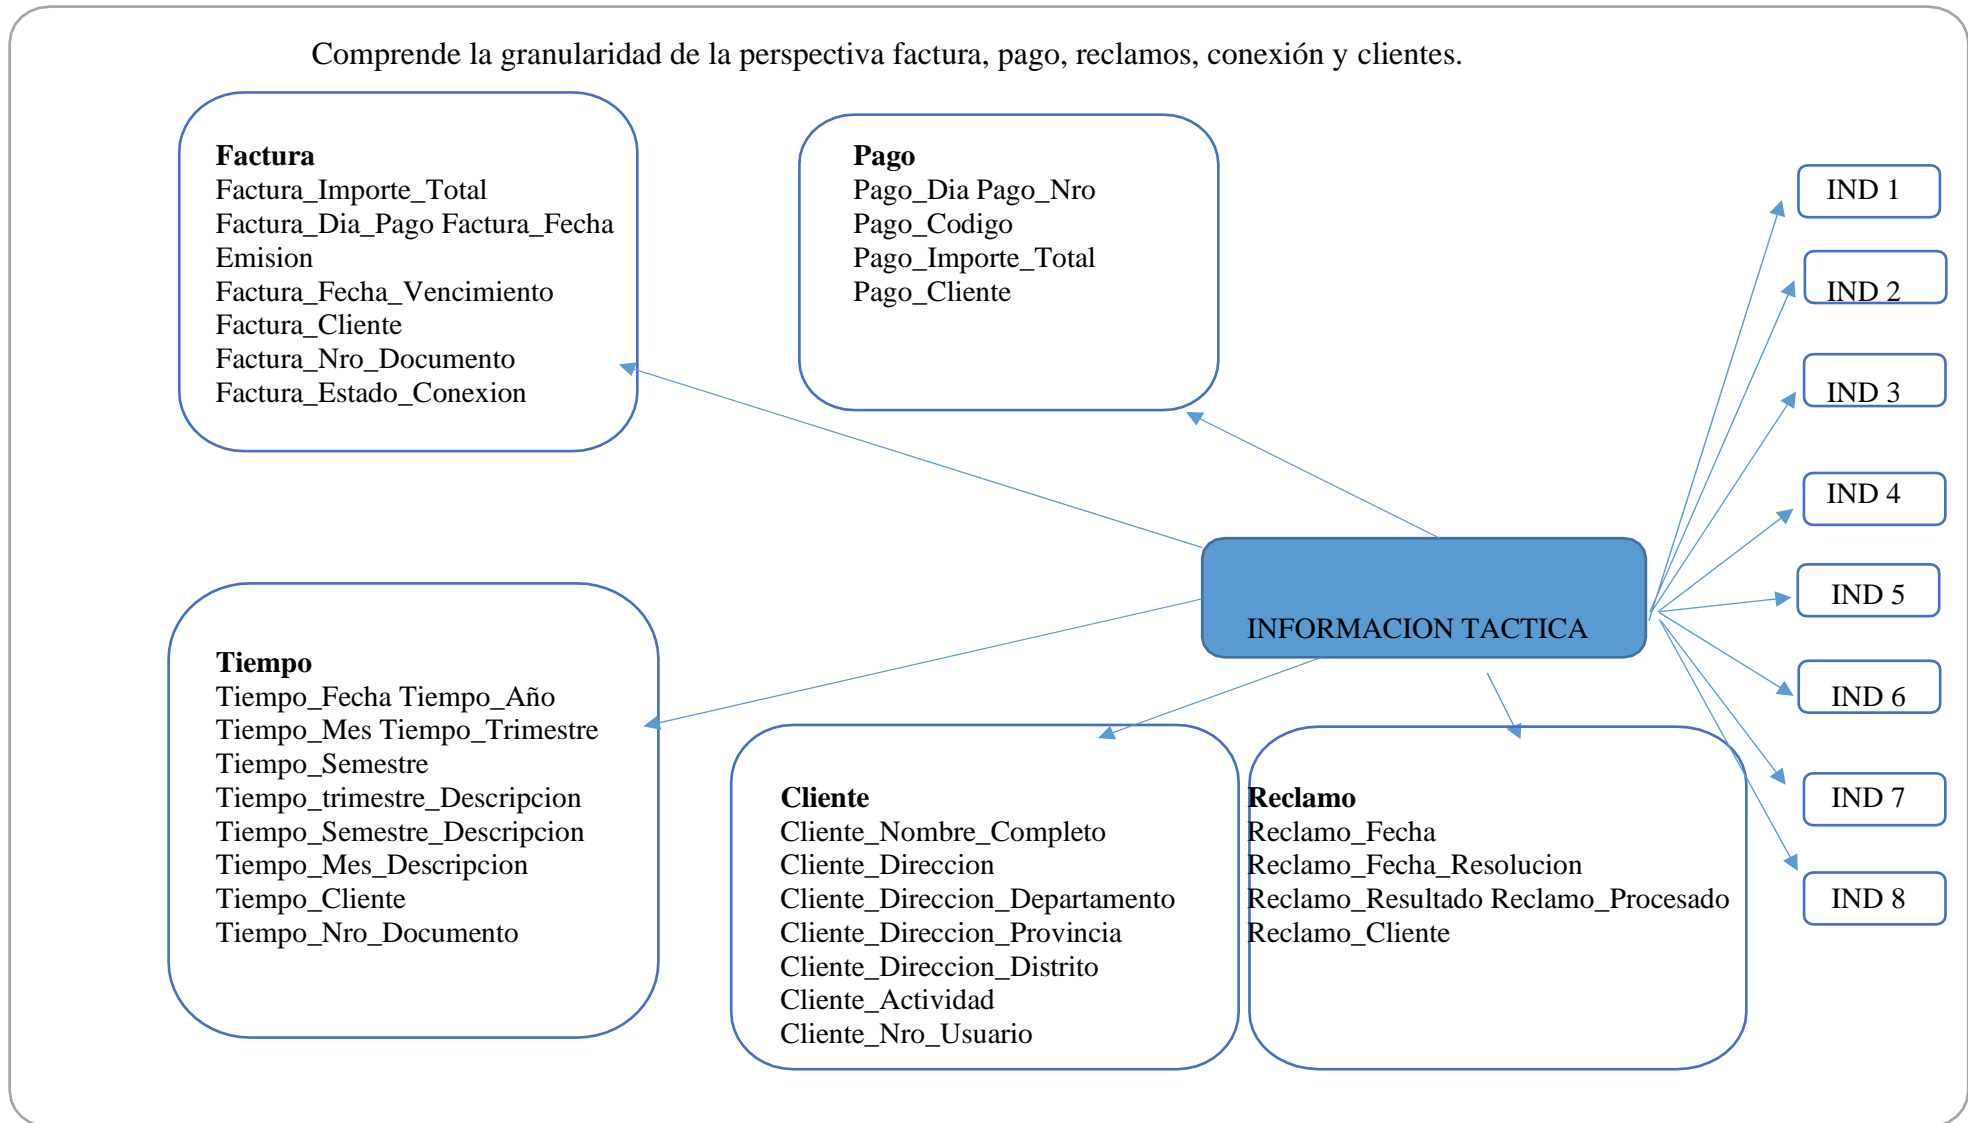 Comprende la granularidad de la perspectiva factura, pago, reclamos, conexión y clientes.
Factura
Factura_Importe_Total
Factura_Dia_Pago Factura_Fecha
Emision
Factura_Fecha_Vencimiento
Factura_Cliente
Factura_Nro_Documento
Factura_Estado_Conexion
Pago
Pago_Dia Pago_Nro
Pago_Codigo
Pago_Importe_Total
Pago_Cliente
IND 1
IND 2
IND 3
IND 4
IND 5
IND 6
IND 7
IND 8
INFORMACION TACTICA
Tiempo
Tiempo_Fecha Tiempo_Año
Tiempo_Mes Tiempo_Trimestre
Tiempo_Semestre
Tiempo_trimestre_Descripcion
Tiempo_Semestre_Descripcion
Tiempo_Mes_Descripcion
Tiempo_Cliente
Tiempo_Nro_Documento
Cliente
Cliente_Nombre_Completo
Cliente_Direccion
Cliente_Direccion_Departamento
Cliente_Direccion_Provincia
Cliente_Direccion_Distrito
Cliente_Actividad
Cliente_Nro_Usuario
Reclamo
Reclamo_Fecha
Reclamo_Fecha_Resolucion
Reclamo_Resultado Reclamo_Procesado
Reclamo_Cliente